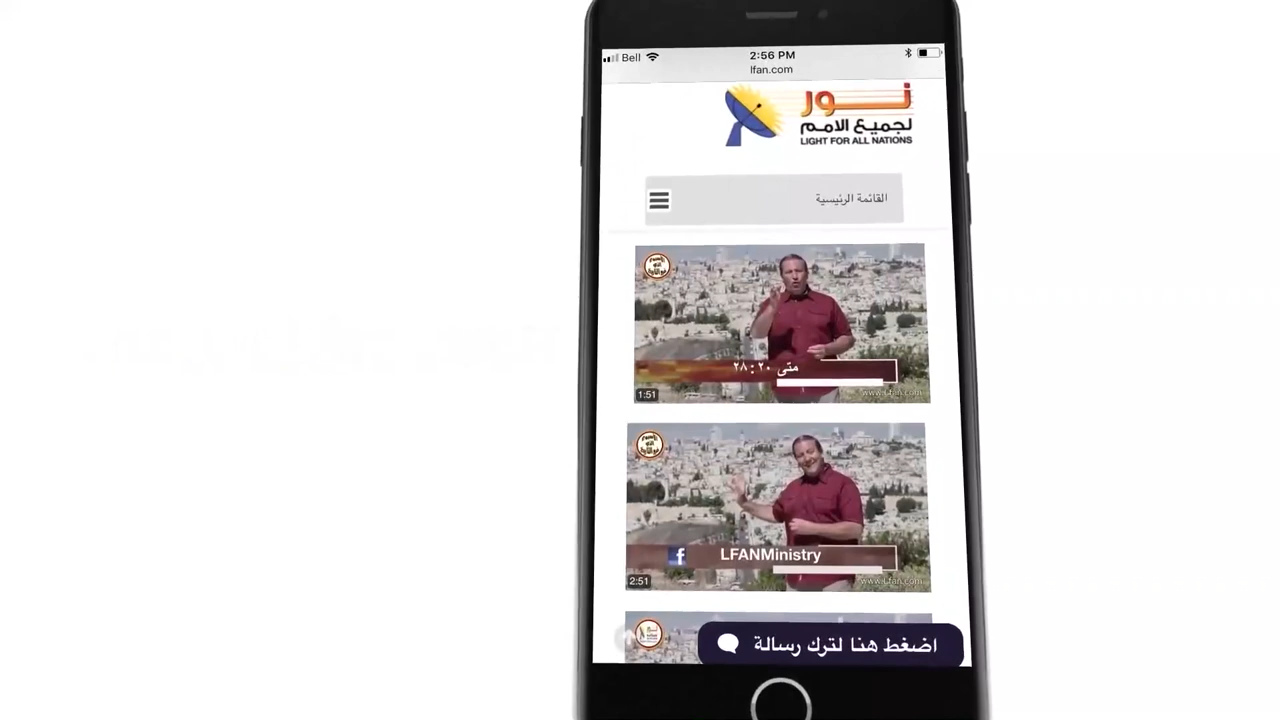 Bell
2:56 PM
lfan.com
نور
لجميع الامم
LIGHT FOR ALL NATIONS
القائمة الرئيسية
متى ٢٠ : ٢٨
1:51
www.Lfan.com
LFANMinistry
2:51
www.Lfan.com
اضغط هنا لترك رسالة